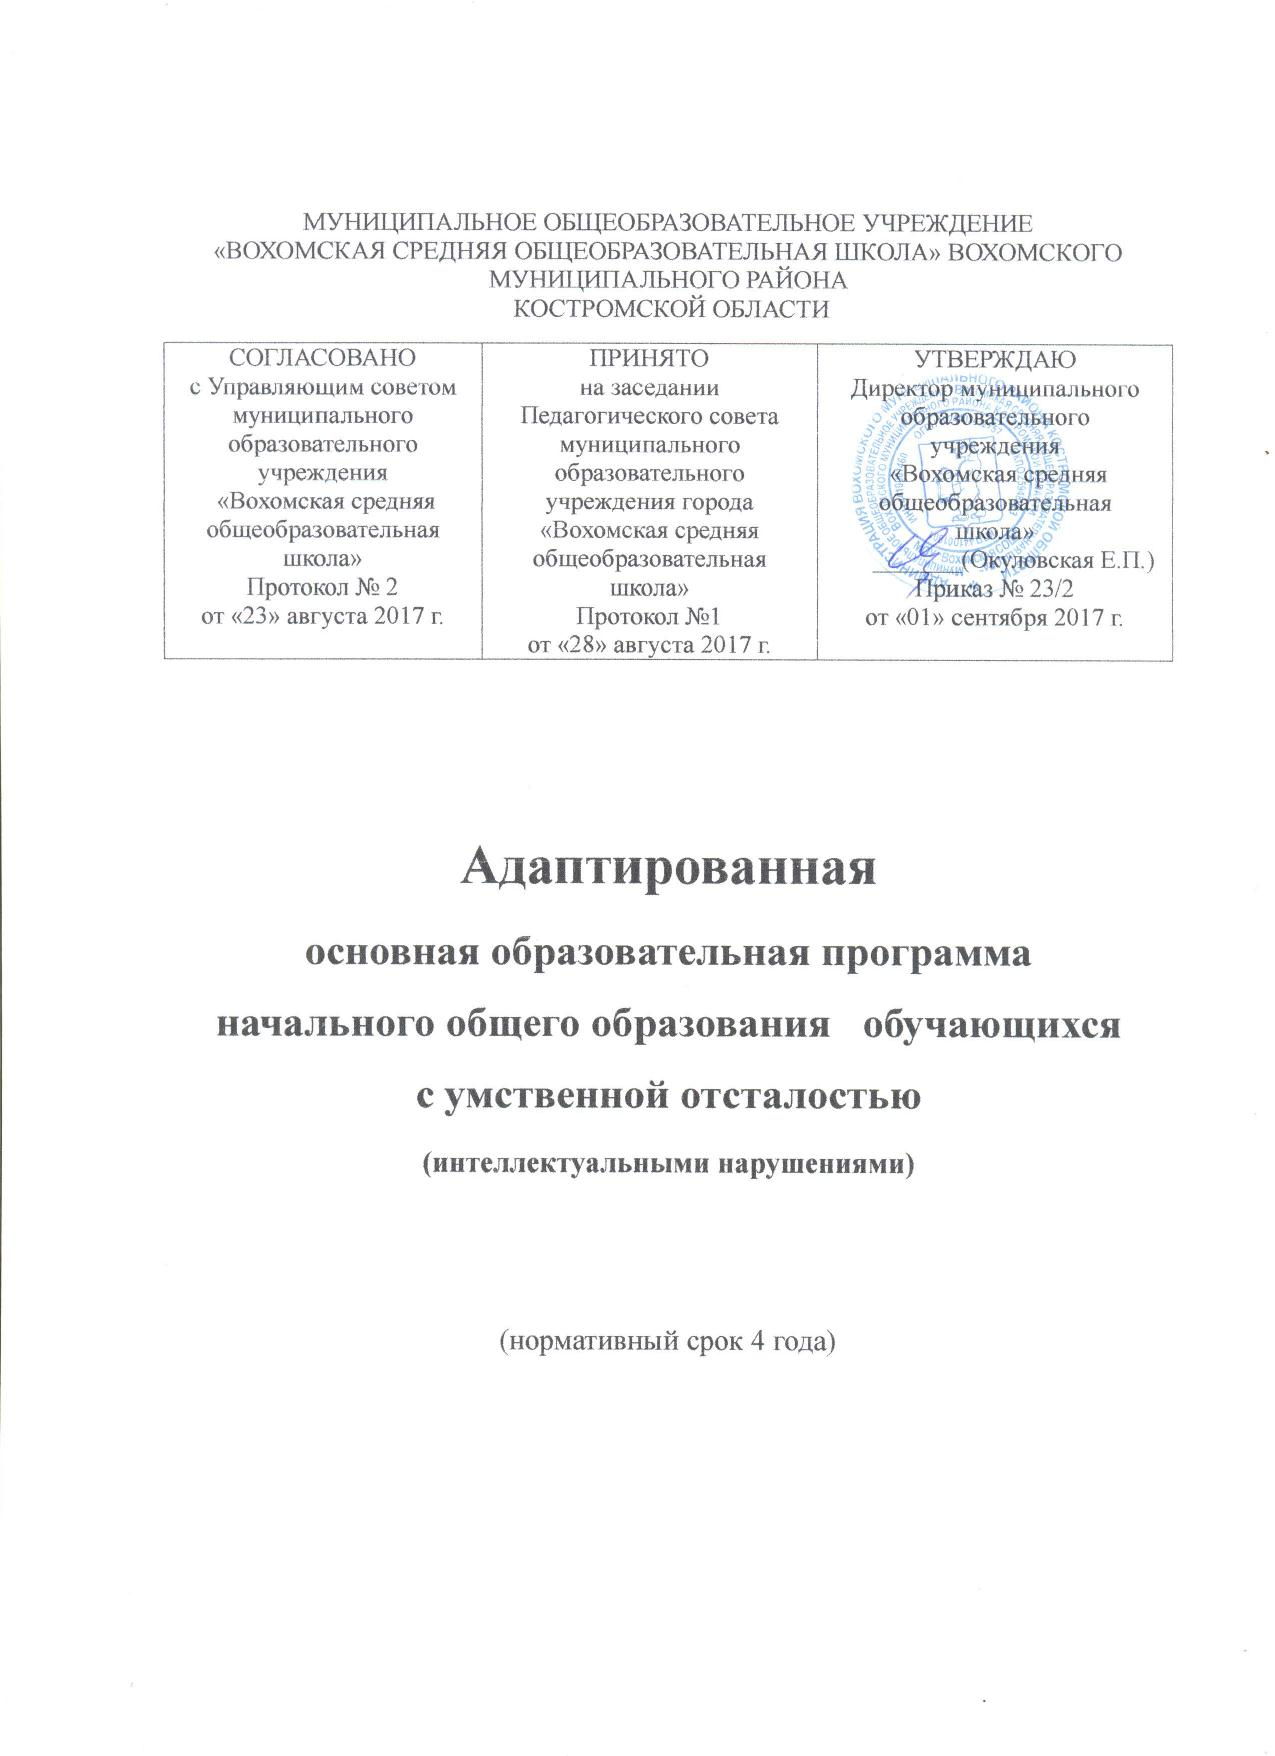 МУНИЦИПАЛЬНОЕ ОБЩЕОБРАЗОВАТЕЛЬНОЕ УЧРЕЖДЕНИЕ
«ВОХОМСКАЯ СРЕДНЯЯ ОБЩЕОБРАЗОВАТЕЛЬНАЯ ШКОЛА» ВОХОМСКОГО
МУНИЦИПАЛЬНОГО РАЙОНА
КОСТРОМСКОЙ ОБЛАСТИ
СОГЛАСОВАНО
с Управляющим советом
муниципального
образовательного
учреждения
«Вохомская средняя
общеобразовательная
школа»
Протокол № 2
от «23» августа 2017 г.
ПРИНЯТО
на заседании
Педагогического совета
муниципального
образовательного
учреждения города
«Вохомская средняя
общеобразовательная
школа»
Протокол №1
от «28» августа 2017 г.
УТВЕРЖДАЮ
Директор муниципального
образовательного
учреждения
«Вохомская средняя
общеобразовательная
школа»
(Окуловская Е.П.)
Приказ № 23/2
от «01» сентября 2017 г.
Адаптированная
основная образовательная программа
начального общего образования обучающихся
с умственной отсталостью
(интеллектуальными нарушениями)
(нормативный срок 4 года)